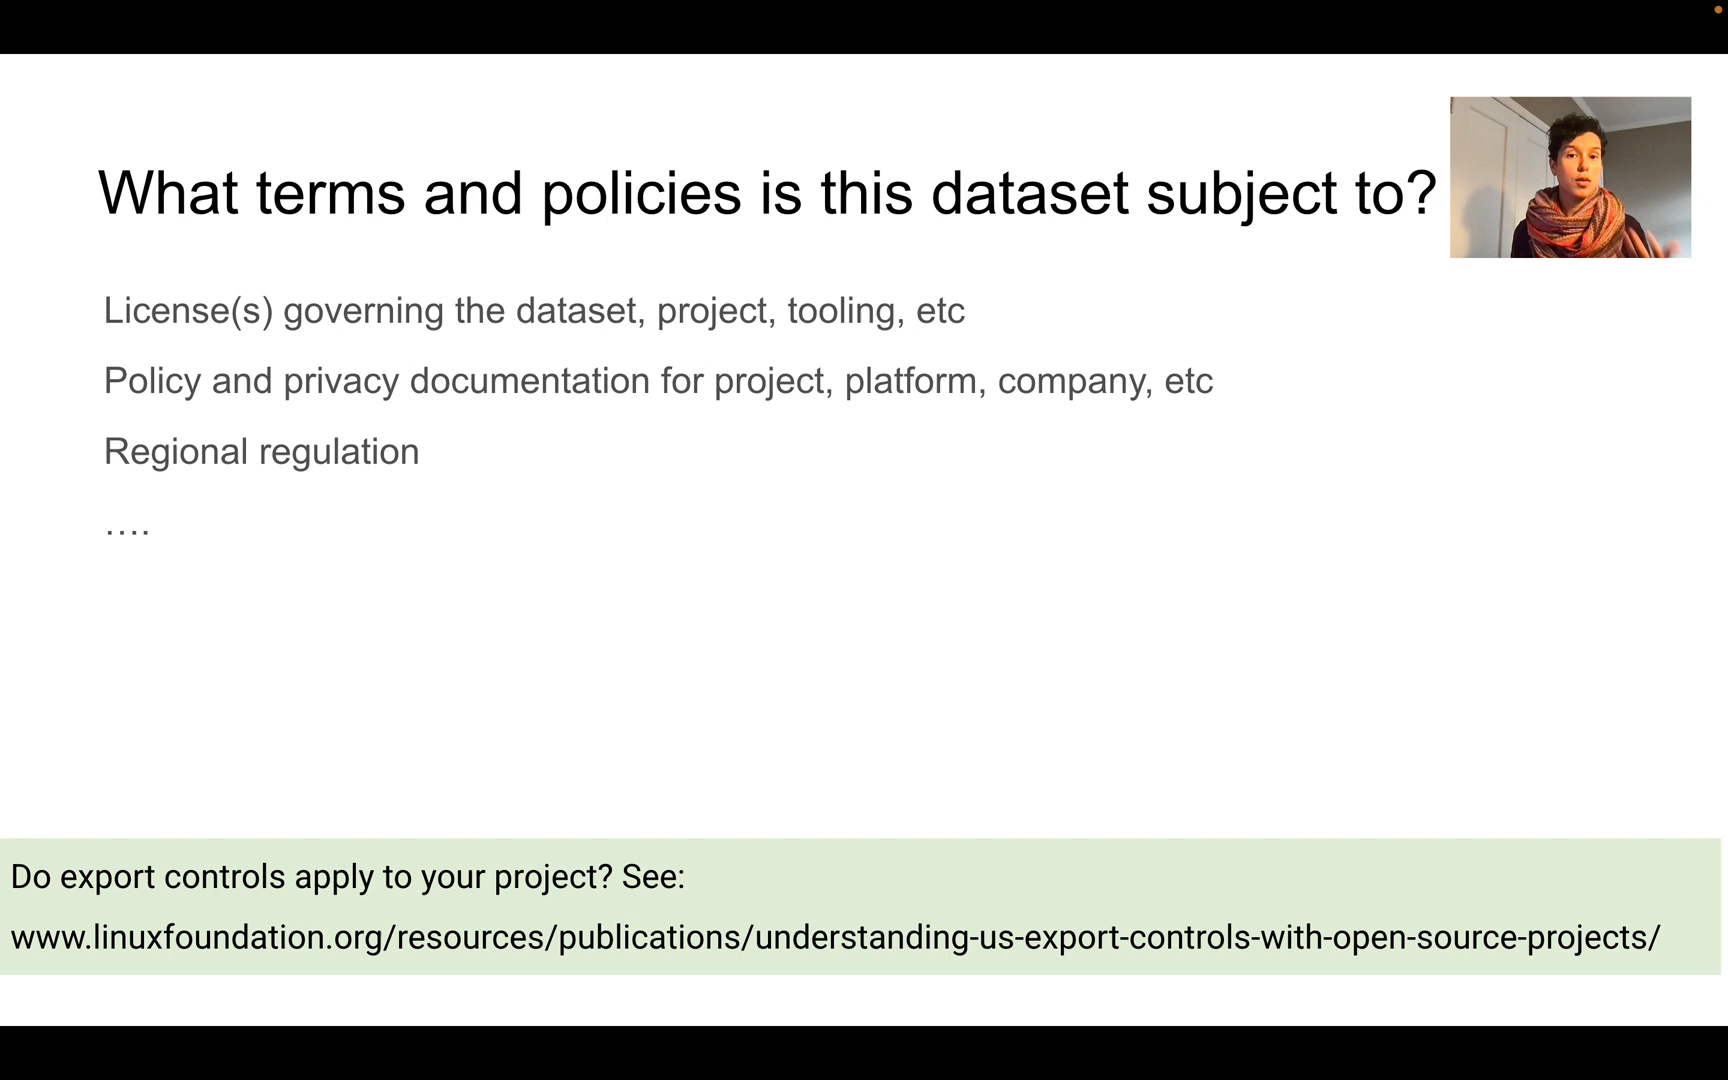 What terms and policies is this dataset subject to?
License(s) governing the dataset, project, tooling, etc
Policy and privacy documentation for project, platform, company, etc
Regional regulation
….
Do export controls apply to your project? See:
www.linuxfoundation.org/resources/publications/understanding-us-export-controls-with-open-source-projects/